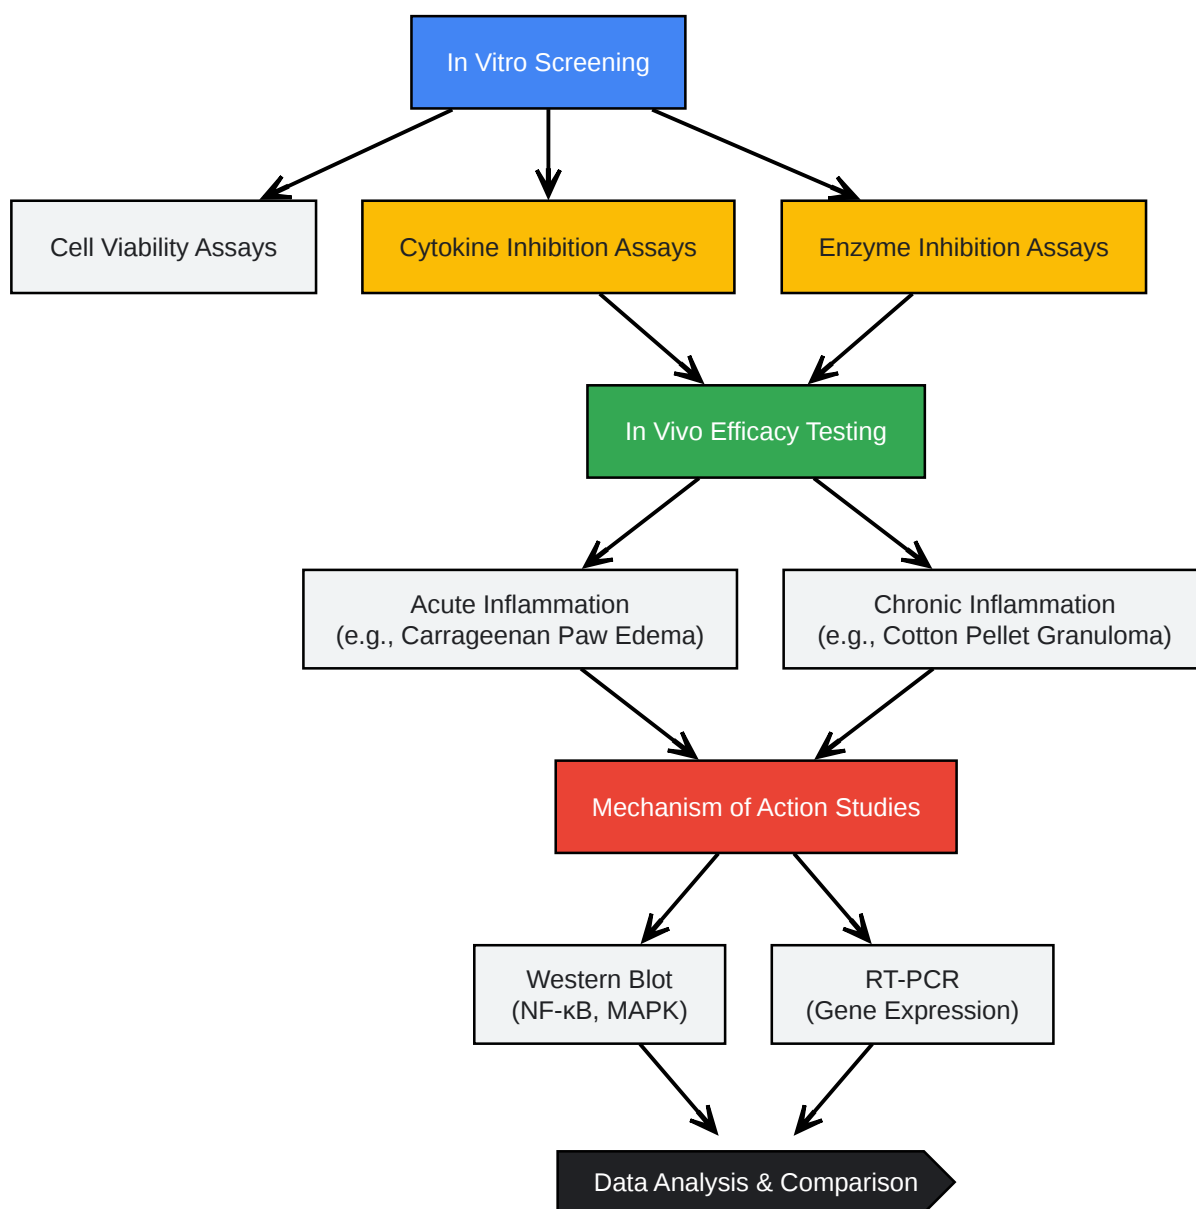 In Vitro Screening
Cell Viability Assays
Cytokine Inhibition Assays
Enzyme Inhibition Assays
In Vivo Efficacy Testing
Acute Inflammation
(e.g., Carrageenan Paw Edema)
Chronic Inflammation
(e.g., Cotton Pellet Granuloma)
Mechanism of Action Studies
Western Blot
(NF-κB, MAPK)
RT-PCR
(Gene Expression)
Data Analysis & Comparison